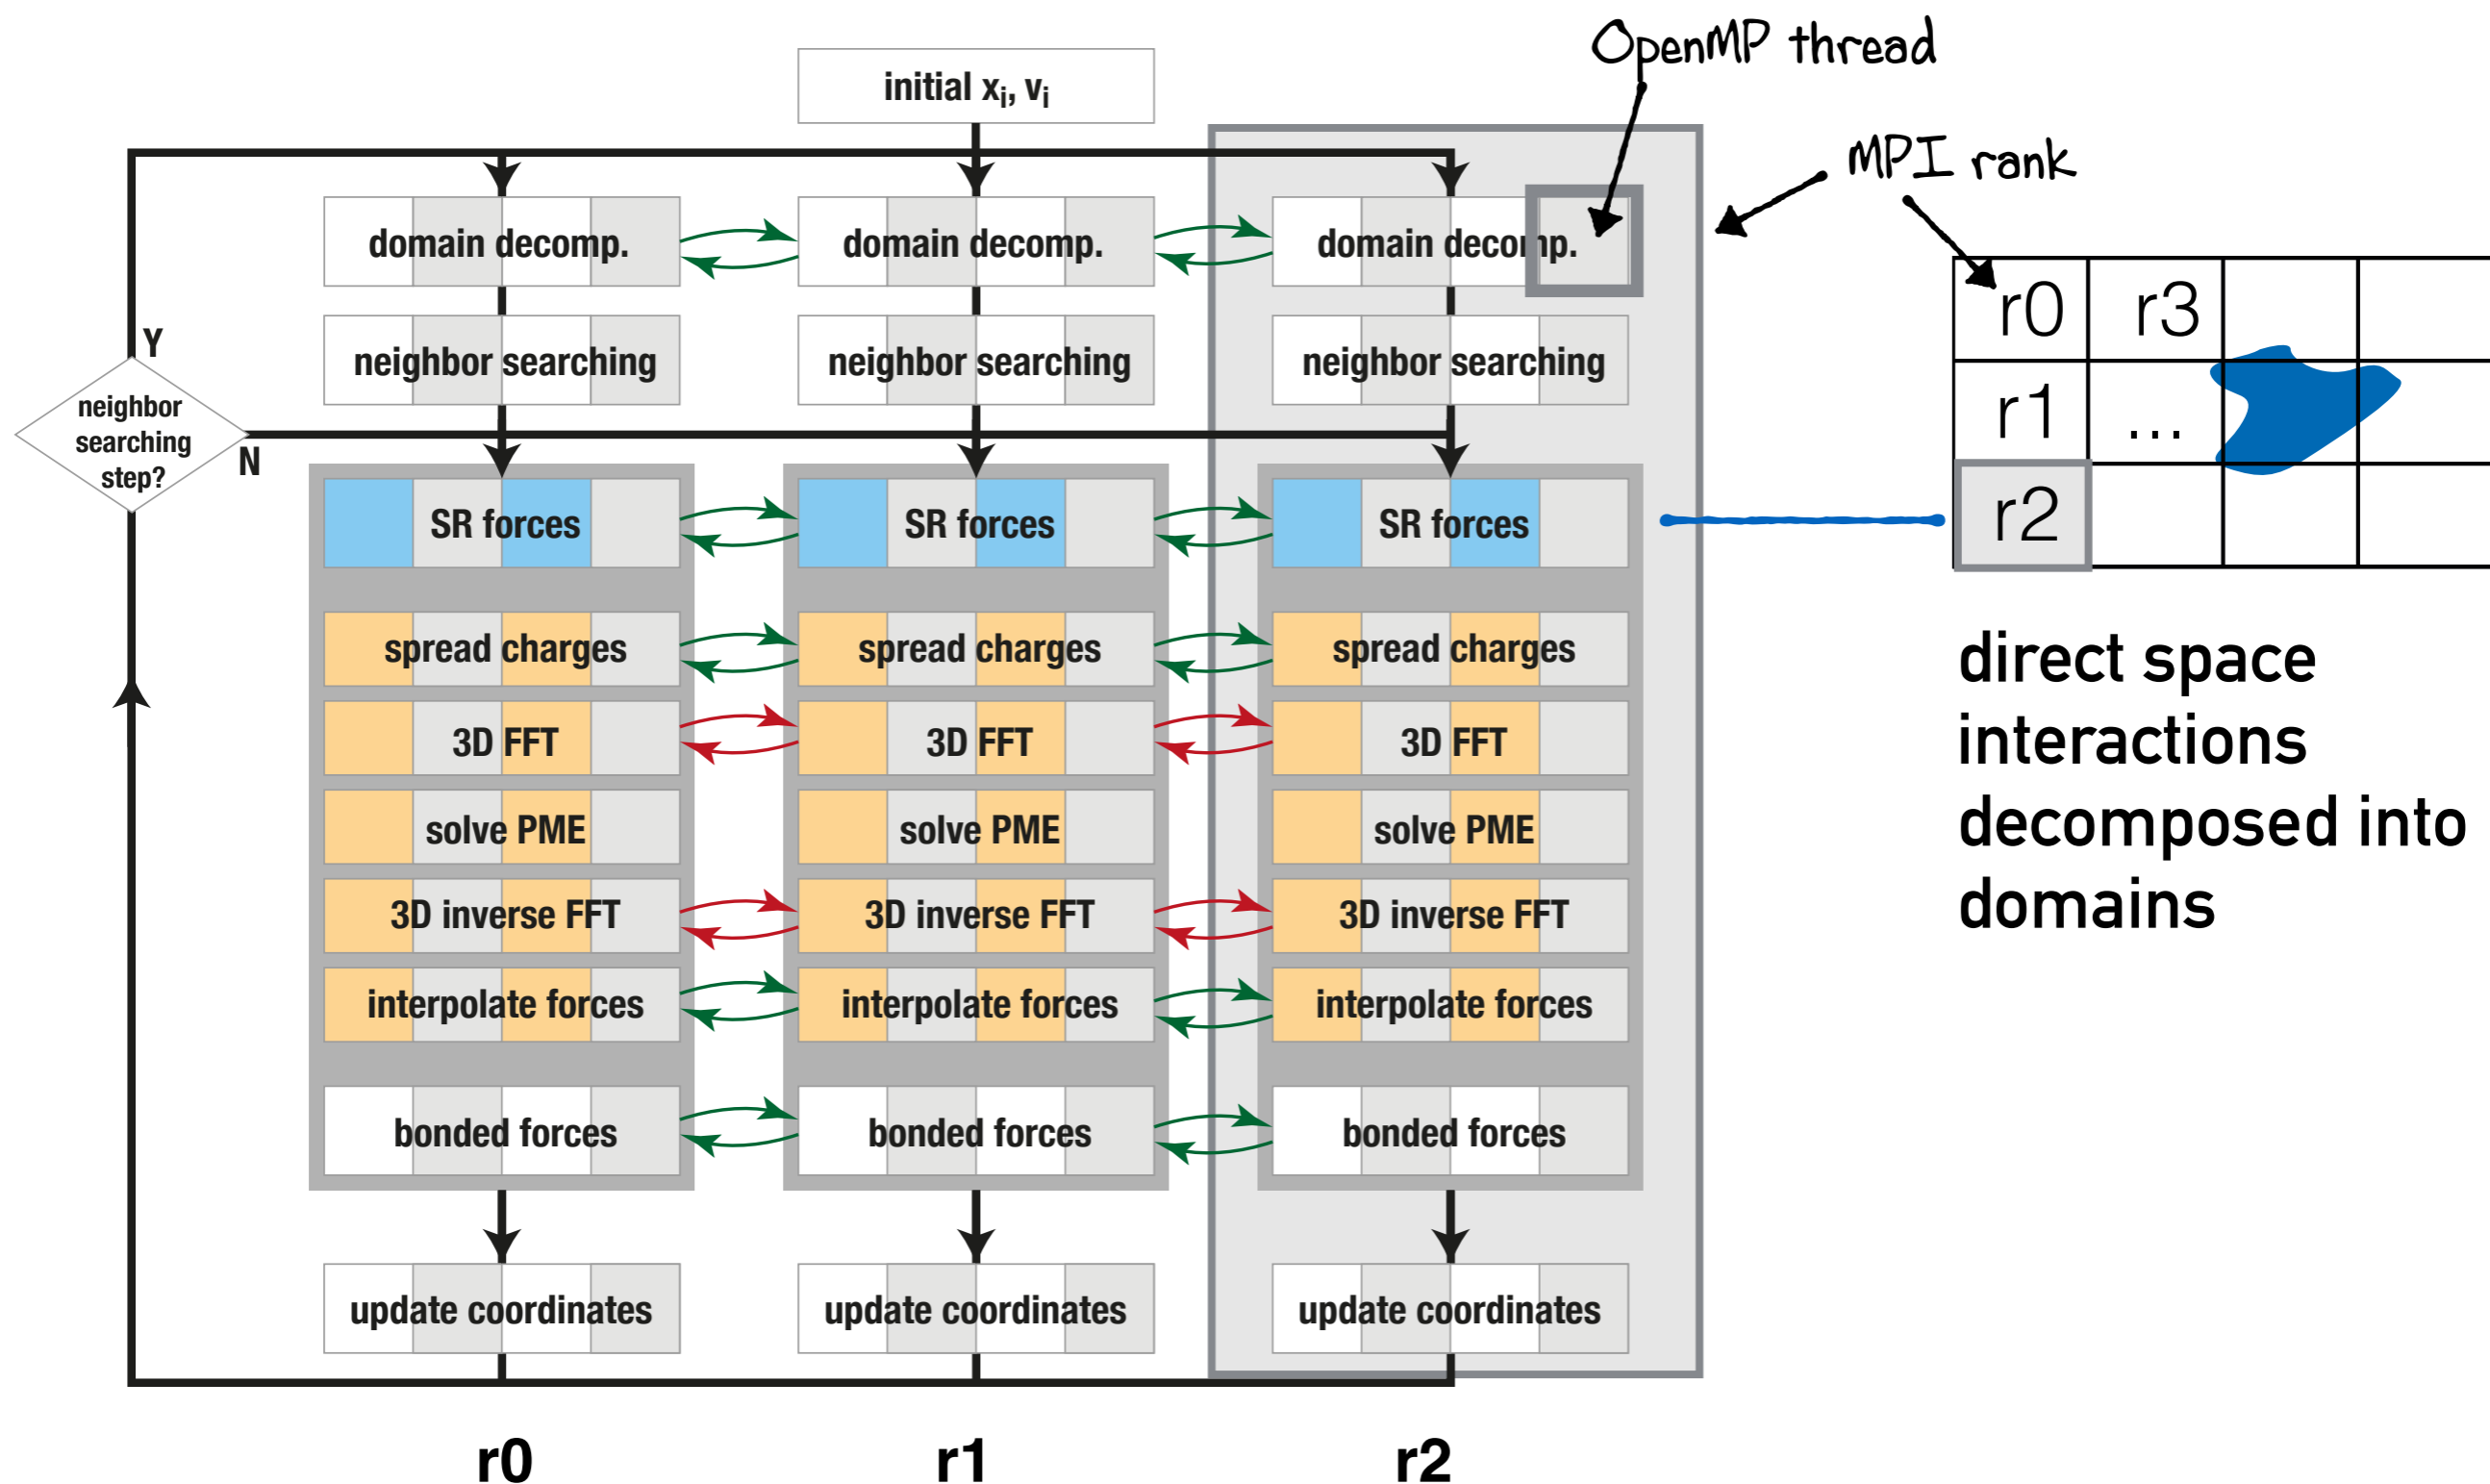 OpenMP thread
initial xi, vi
MPI rank
domain decomp. domain decomp. domain decomp.
r0 r3
Y
neighbor searching neighbor searching neighbor searching
neighbor
searching
step?
r1 ...
N
SR forces SR forces SR forces
r2
spread charges spread charges spread charges
direct space
interactions
decomposed into
domains
3D FFT 3D FFT 3D FFT
solve PME solve PME solve PME
3D inverse FFT 3D inverse FFT 3D inverse FFT
interpolate forces interpolate forces interpolate forces
bonded forces bonded forces bonded forces
update coordinates update coordinates update coordinates
r0 r1 r2